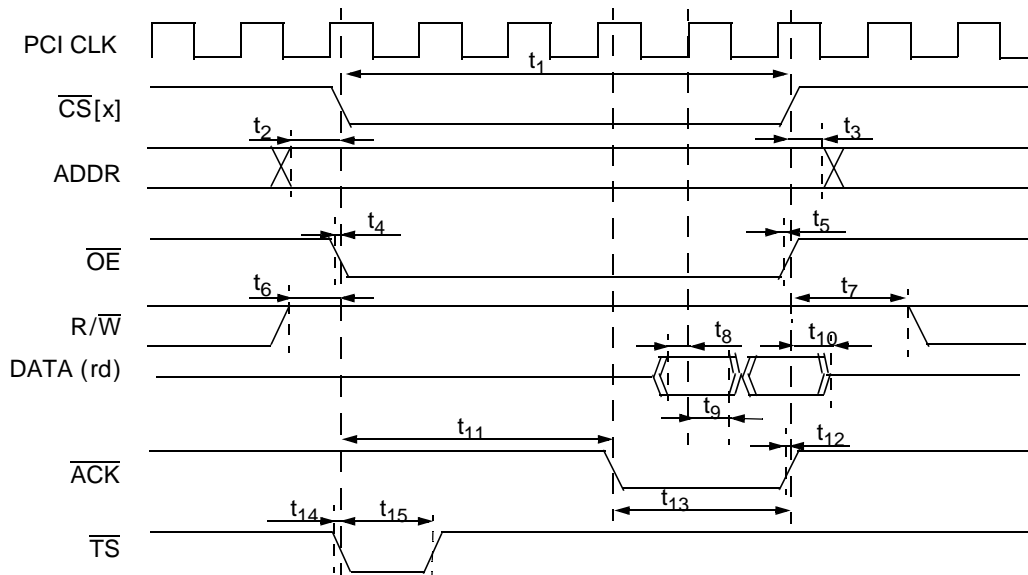 PCI CLK
t1
CS[x]
t2
t3
ADDR
t4
t5
OE
t6
t7
R/W
t8
t10
DATA (rd)
t9
t11
t12
ACK
t13
t14
t15
TS